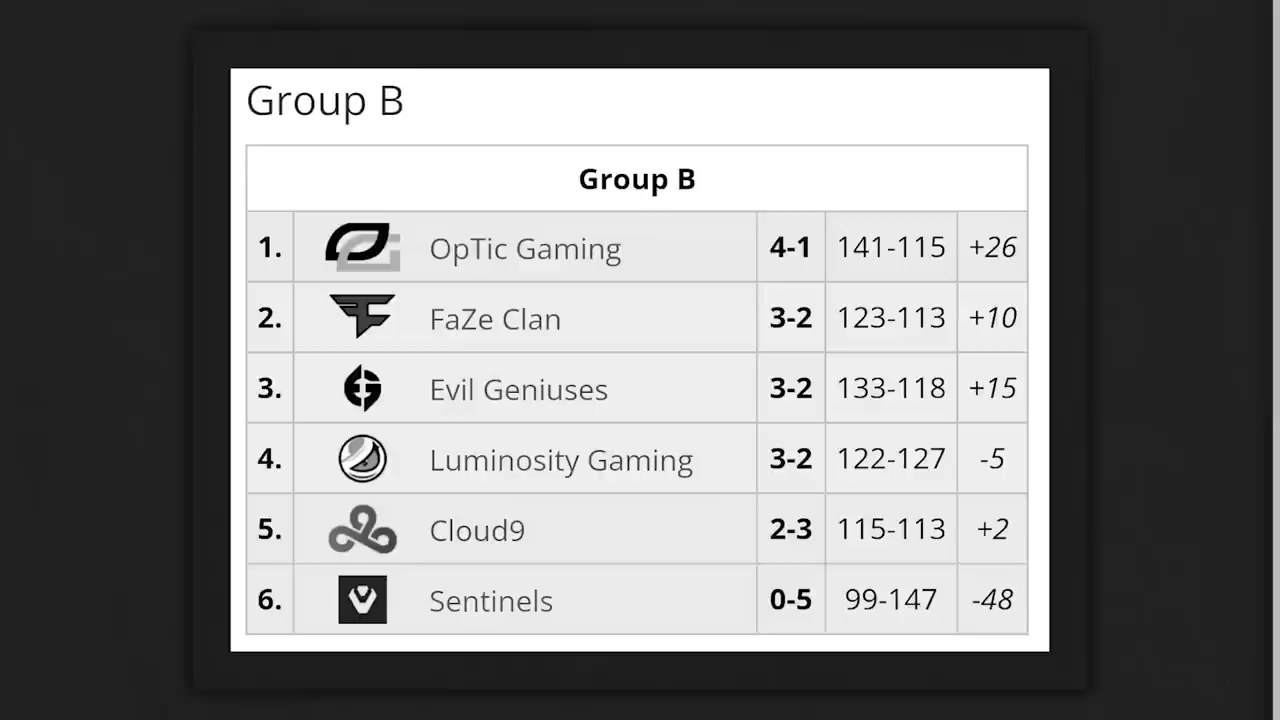 Group B
Group B
1. OpTic Gaming 4-1 141-115 +26
2. FaZe Clan 3-2 123-113 +10
3. Evil Geniuses 3-2 133-118 +15
4. Luminosity Gaming 3-2 122-127 -5
5. Cloud9 2-3 115-113 +2
6. Sentinels 0-5 99-147 -48